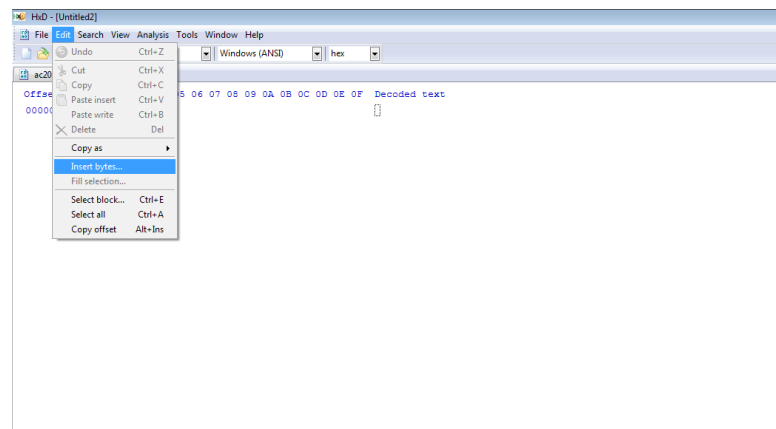 HxD - [Untitled2]
File Edit Search View Analysis Tools Window Help
Undo Ctrl+Z
Windows (ANSI) hex
Cut Ctrl+X
ac20
Copy Ctrl+C
Offse 5 06 07 08 09 0A 0B 0C 0D 0E 0F Decoded text
Paste insert Ctrl+V
00000
Paste write Ctrl+B
Delete Del
Copy as
Insert bytes...
Fill selection...
Select block... Ctrl+E
Select all Ctrl+A
Copy offset Alt+Ins